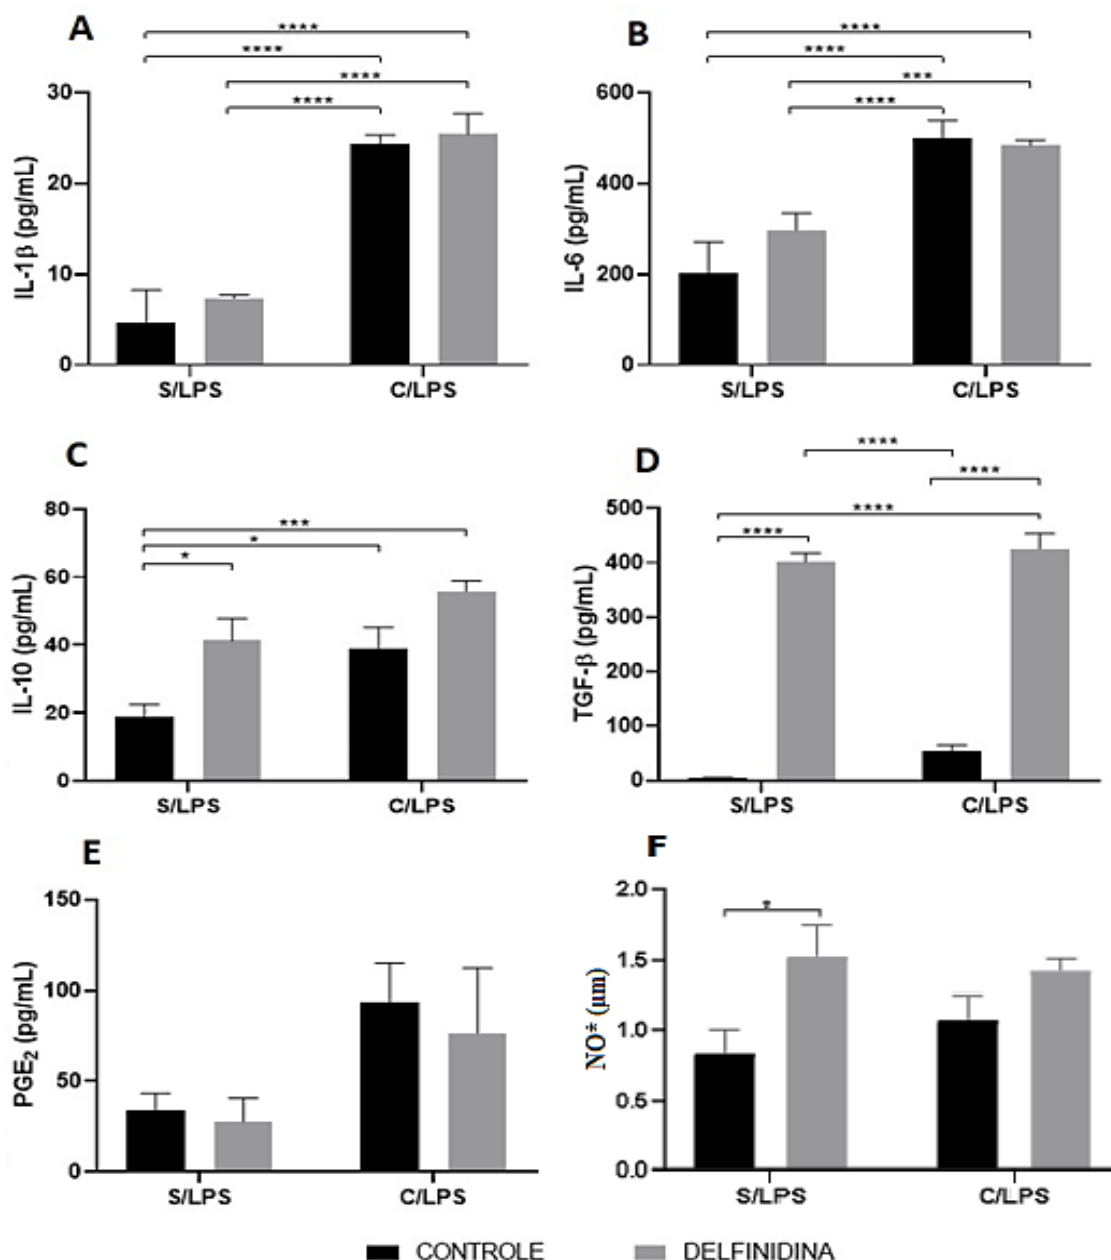 A
B
****
****
****
****
****
***
****
****
30
20
10
0
IL-1β (pg/mL)
S/LPS
C/LPS
600
400
200
0
IL-6 (pg/mL)
S/LPS
C/LPS
C
D
***
*
*
****
****
****
****
80
60
40
20
0
IL-10 (pg/mL)
S/LPS
C/LPS
500
400
300
200
100
0
TGF-β (pg/mL)
S/LPS
C/LPS
E
F
150
100
50
0
PGE₂ (pg/mL)
S/LPS
C/LPS
*
2.0
1.5
1.0
0.5
0.0
NO* (µm)
S/LPS
C/LPS
CONTROLE
DELFINIDINA